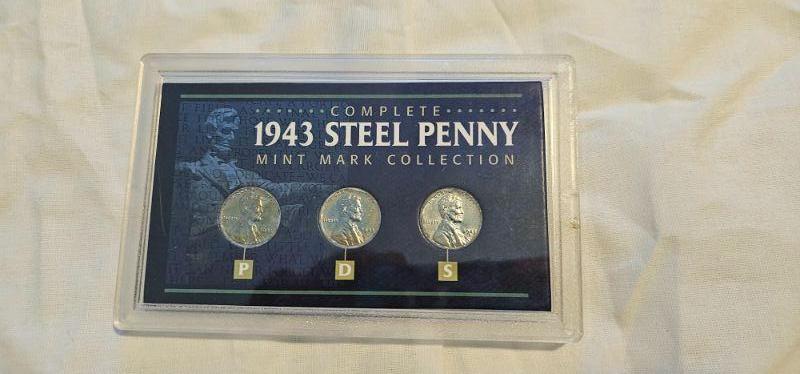 COMPLETE
1943 STEEL PENNY
MINT MARK COLLECTION
P D S